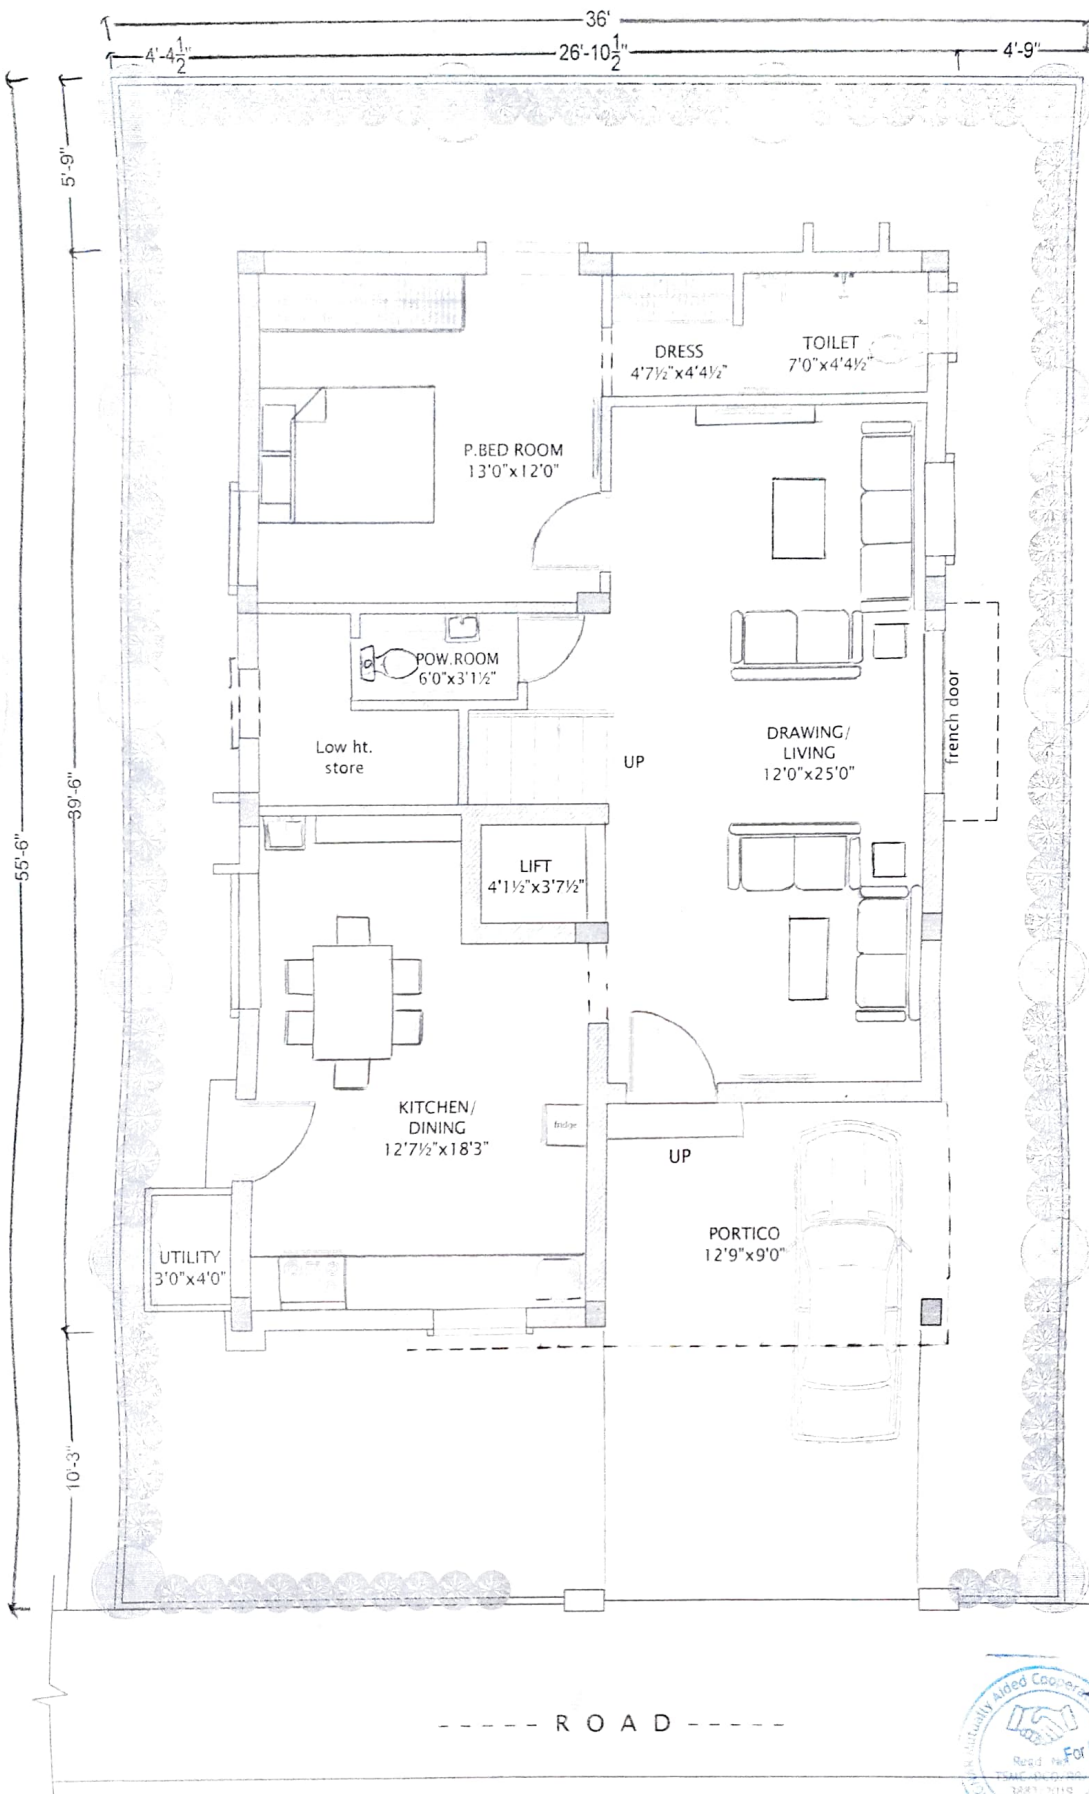 36'
4'-4½"
26'-10½"
4'-9"
5'-9"
39'-6"
55'-6"
10'-3"
DRESS
4'7½"x4'4½"
TOILET
7'0"x4'4½"
P.BED ROOM
13'0"x12'0"
POW.ROOM
6'0"x3'1½"
Low ht.
store
UP
DRAWING/
LIVING
12'0"x25'0"
french door
LIFT
4'1½"x3'7½"
KITCHEN/
DINING
12'7½"x18'3"
fridge
UP
PORTICO
12'9"x9'0"
UTILITY
3'0"x4'0"
ROAD
Mutually Aided
Regd
For